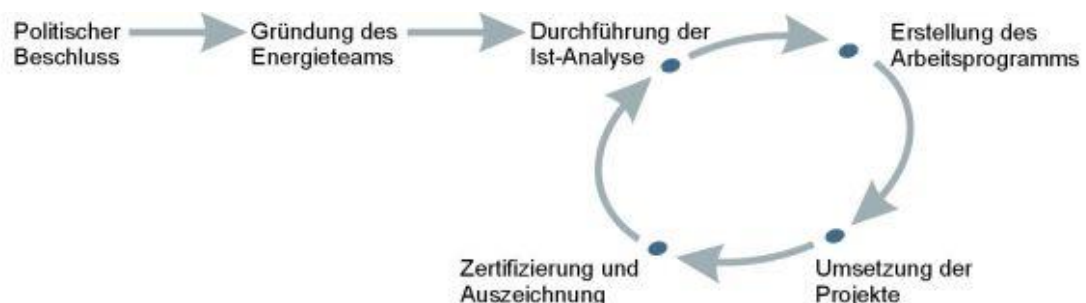 Politischer
Beschluss
Gründung des
Energieteams
Durchführung der
Ist-Analyse
Erstellung des
Arbeitsprogramms
Umsetzung der
Projekte
Zertifizierung und
Auszeichnung